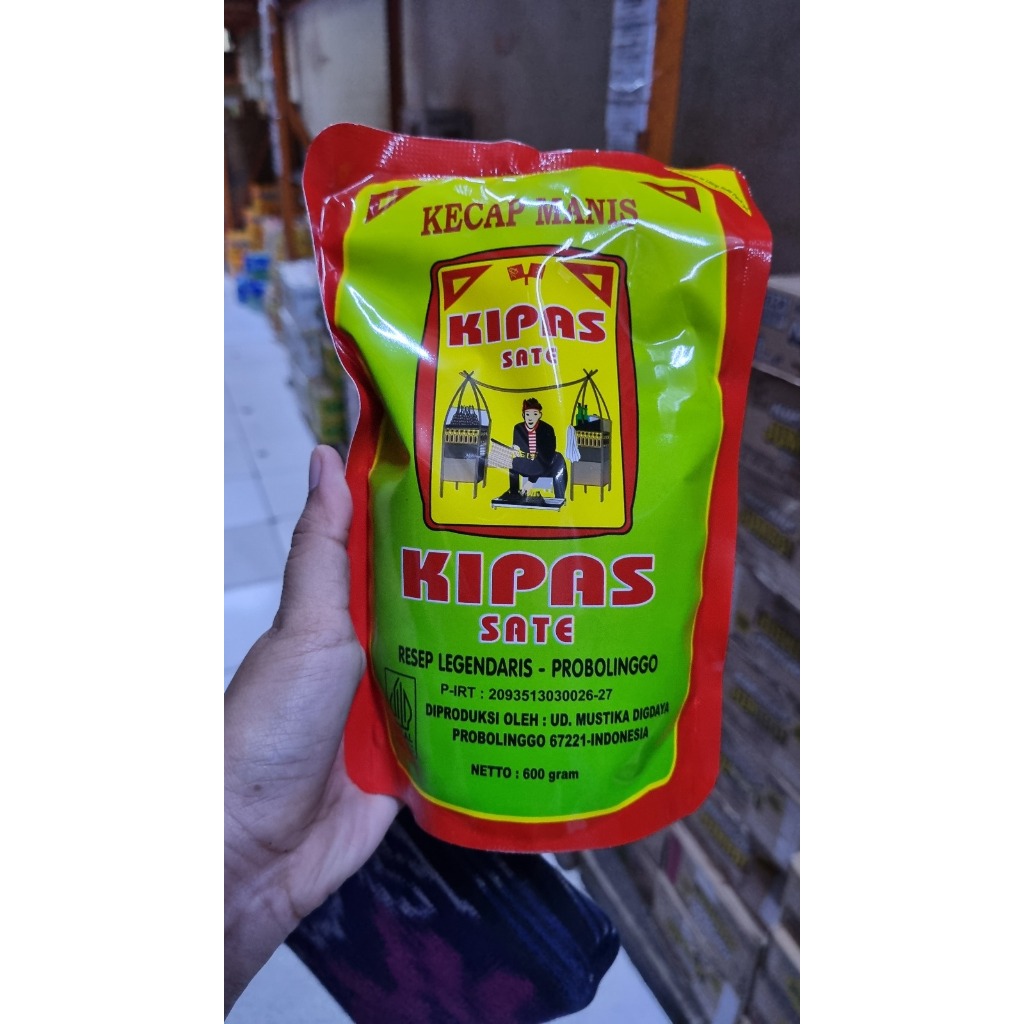 KECAP MANIS
KIPAS
SATE
KIPAS
SATE
RESEP LEGENDARIS - PROBOLINGGO
P-IRT : 2093513030026-27
DIPRODUKSI OLEH : UD. MUSTIKA DIGDAYA
PROBOLINGGO 67221-INDONESIA
NETTO : 600 gram